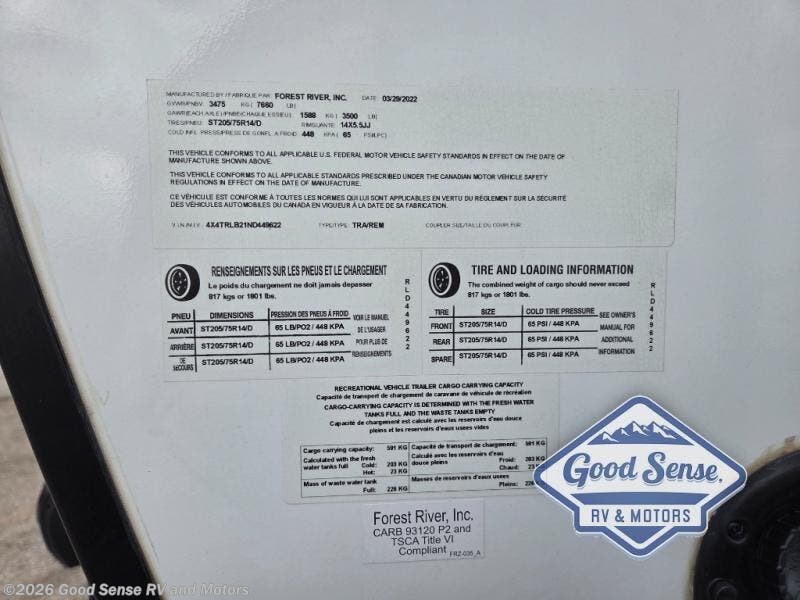 MANUFACTURED BY / FABRIQUE PAR: FOREST RIVER, INC. DATE: 03/29/2022
GVWR/PNBV: 3475 KG ( 7660 LB)
GAWR(EACH AXLE)/PNBE(CHAQUE ESSIEU): 1588 KG ( 3500 LB)
TIRES/PNEU: ST205/75R14/D RIMS/JANTE: 14X5.5JJ
COLD INFL. PRESS/PRESS DE GONFL A FROID: 448 KPA ( 65 PSI/LPC)
THIS VEHICLE CONFORMS TO ALL APPLICABLE U.S. FEDERAL MOTOR VEHICLE SAFETY STANDARDS IN EFFECT ON THE DATE OF
MANUFACTURE SHOWN ABOVE.
THIS VEHICLE CONFORMS TO ALL APPLICABLE STANDARDS PRESCRIBED UNDER THE CANADIAN MOTOR VEHICLE SAFETY
REGULATIONS IN EFFECT ON THE DATE OF MANUFACTURE.
CE VÉHICULE EST CONFORME À TOUTES LES NORMES QUI LUI SONT APPLICABLES EN VERTU DU RÈGLEMENT SUR LA SÉCURITÉ
DES VÉHICULES AUTOMOBILES DU CANADA EN VIGUEUR À LA DATE DE SA FABRICATION.
V.I.N./N.I.V.: 4X4TRLB21ND449622 TYPE/TYPE: TRA/REM COUPLER SIZE/TAILLE DU COUPLEUR:
RENSEIGNEMENTS SUR LES PNEUS ET LE CHARGEMENT
Le poids du chargement ne doit jamais depasser
817 kgs or 1801 lbs.
PNEU DIMENSIONS PRESSION DES PNEUS À FROID VOIR LE MANUEL
AVANT ST205/75R14/D 65 LB/PO2 / 448 KPA DE L'USAGER
ARRIÈRE ST205/75R14/D 65 LB/PO2 / 448 KPA POUR PLUS DE
DE SECOURS ST205/75R14/D 65 LB/PO2 / 448 KPA RENSEIGNEMENTS
RLD449622
TIRE AND LOADING INFORMATION
The combined weight of cargo should never exceed
817 kgs or 1801 lbs.
TIRE SIZE COLD TIRE PRESSURE SEE OWNER'S
FRONT ST205/75R14/D 65 PSI / 448 KPA MANUAL FOR
REAR ST205/75R14/D 65 PSI / 448 KPA ADDITIONAL
SPARE ST205/75R14/D 65 PSI / 448 KPA INFORMATION
RLD449622
RECREATIONAL VEHICLE TRAILER CARGO CARRYING CAPACITY
Capacité de transport de chargement de caravane de véhicule de récréation
CARGO-CARRYING CAPACITY IS DETERMINED WITH THE FRESH WATER
TANKS FULL AND THE WASTE TANKS EMPTY
Capacité de chargement est calculé avec les reservoirs d'eau douce
pleins et les reservoirs d'eaux usees vides
Cargo carrying capacity: 591 KG Capacité de transport de chargement: 591 KG
Calculated with the fresh Calculé avec les reservoirs d'eau
water tanks full Cold: 203 KG douce pleins Froid: 203 KG
Hot: 23 KG Chaud: 23
Mass of waste water tank Masses de reservoirs d'eaux usees
Full: 226 KG Pleins: 226
Forest River, Inc.
CARB 93120 P2 and
TSCA Title VI
Compliant
FRZ-035_A
Good Sense
RV & MOTORS
©2026 Good Sense RV and Motors